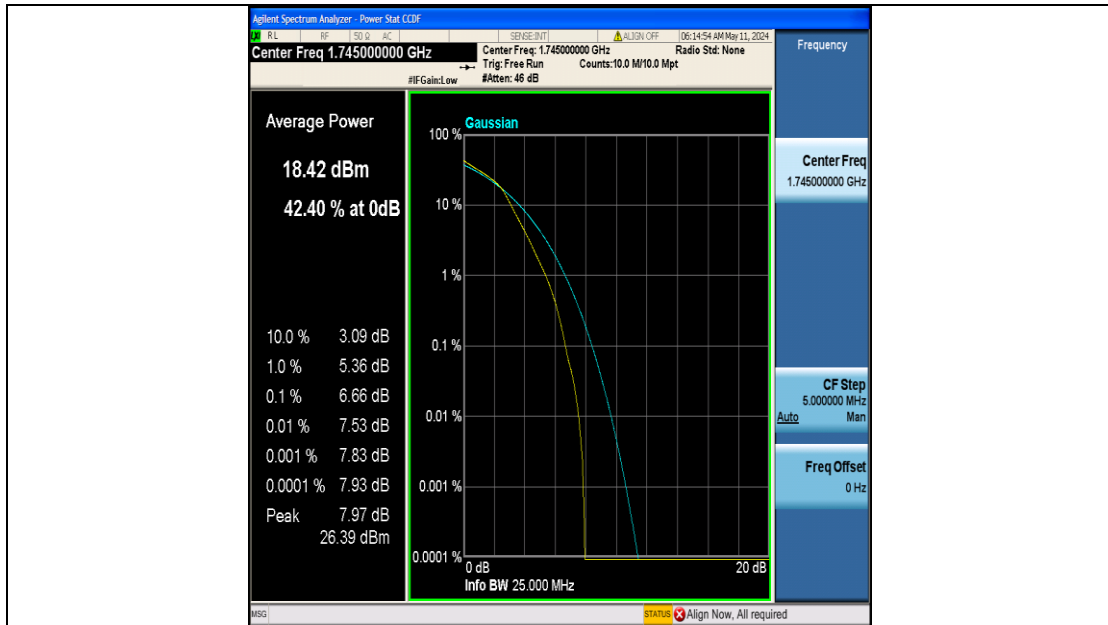 Agilent Spectrum Analyzer - Power Stat CCDF
RL RF 50 Ω AC SENSE:INT ALIGN OFF 06:14:54 AM May 11, 2024
Center Freq 1.745000000 GHz
Center Freq: 1.745000000 GHz Radio Std: None
Trig: Free Run Counts:10.0 M/10.0 Mpt
#IFGain:Low #Atten: 46 dB
Frequency
Average Power
18.42 dBm
42.40 % at 0dB
10.0 % 3.09 dB
1.0 % 5.36 dB
0.1 % 6.66 dB
0.01 % 7.53 dB
0.001 % 7.83 dB
0.0001 % 7.93 dB
Peak 7.97 dB
26.39 dBm
Gaussian
100 %
10 %
1 %
0.1 %
0.01 %
0.001 %
0.0001 %
0 dB 20 dB
Info BW 25.000 MHz
Center Freq
1.745000000 GHz
CF Step
5.000000 MHz
Auto Man
Freq Offset
0 Hz
MSG STATUS Align Now, All required